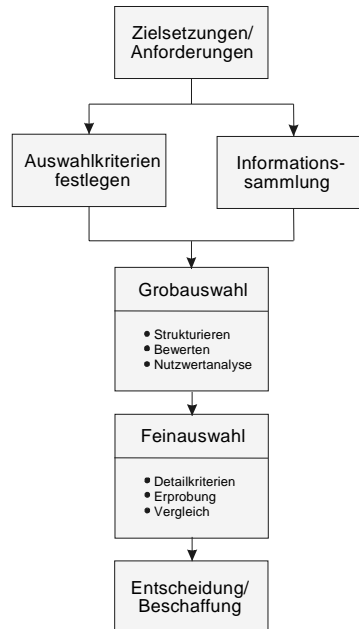 Zielsetzungen/
Anforderungen
Auswahlkriterien
festlegen
Informations-
sammlung
Grobauswahl
• Strukturieren
• Bewerten
• Nutzwertanalyse
Feinauswahl
• Detailkriterien
• Erprobung
• Vergleich
Entscheidung/
Beschaffung